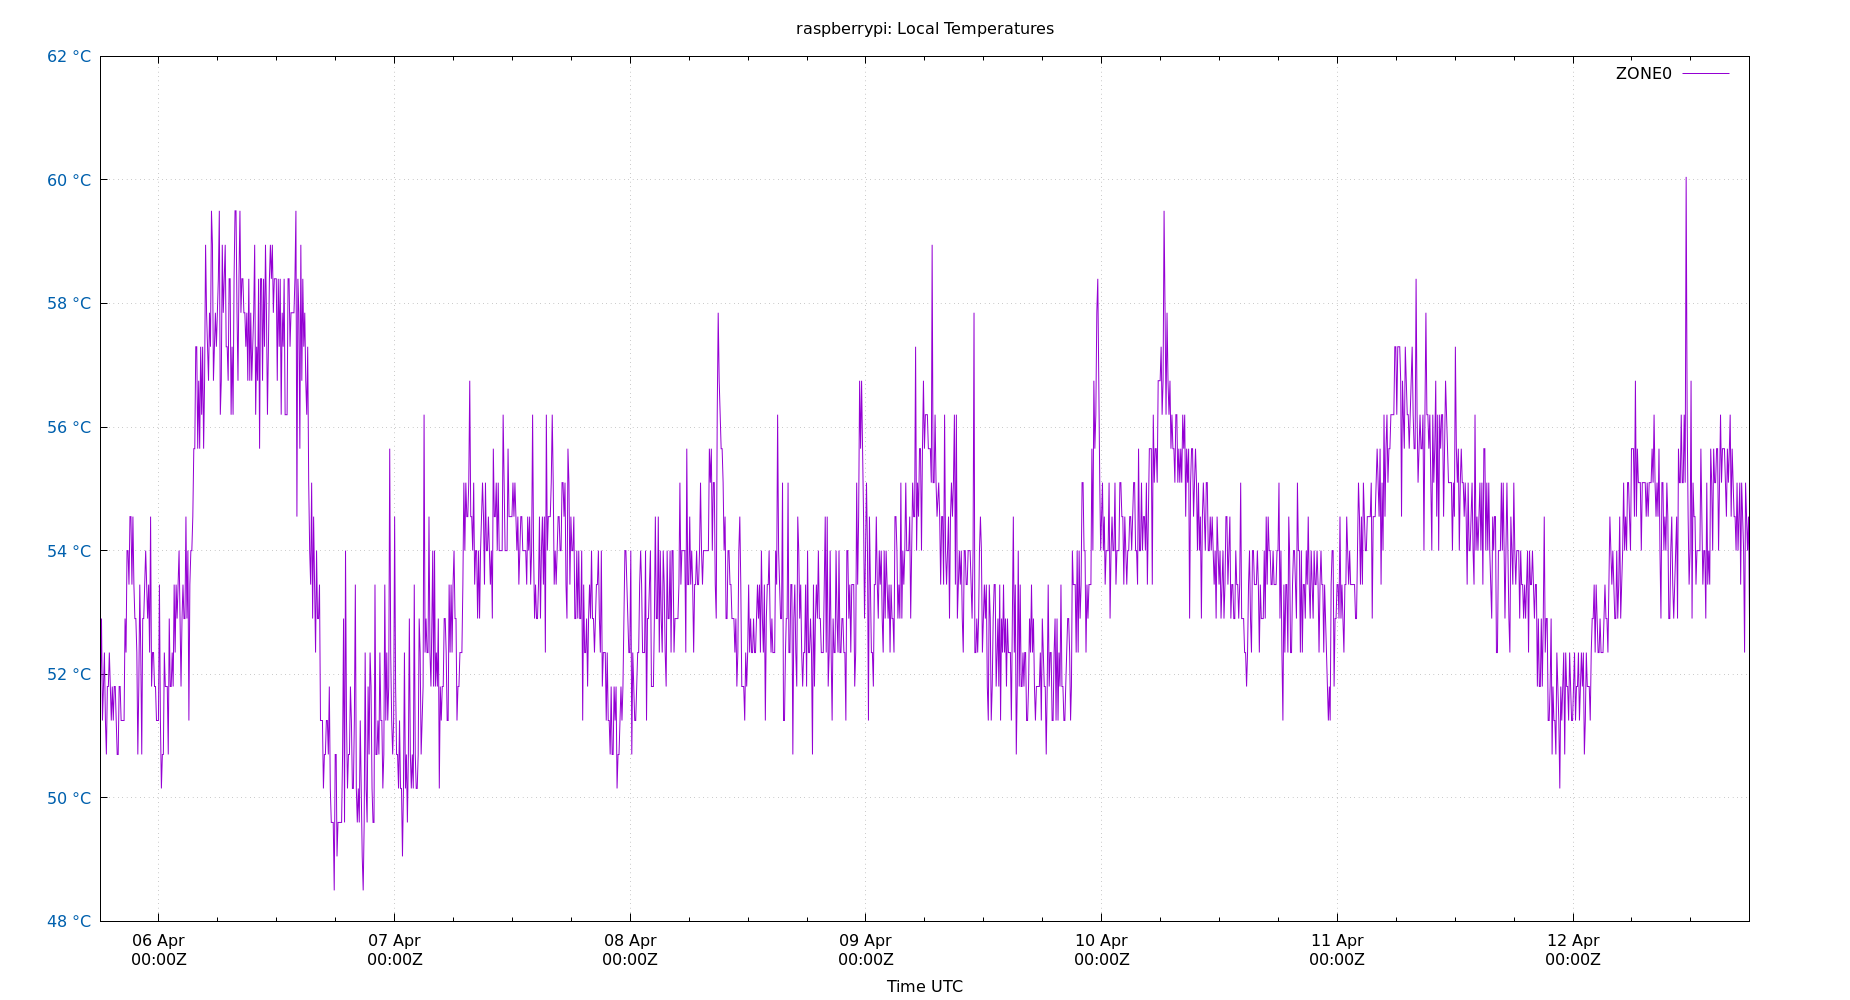 raspberrypi: Local Temperatures
62 °C
ZONE0
60 °C
58 °C
56 °C
54 °C
52 °C
50 °C
48 °C
06 Apr 07 Apr 08 Apr 09 Apr 10 Apr 11 Apr 12 Apr
00:00Z 00:00Z 00:00Z 00:00Z 00:00Z 00:00Z 00:00Z
Time UTC